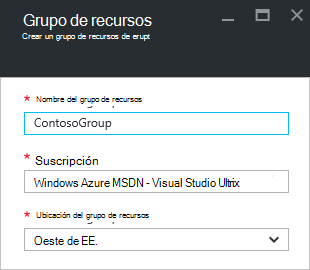 Grupo de recursos
Crear un grupo de recursos de erupt
* Nombre del grupo de recursos
ContosoGroup
* Suscripción
Windows Azure MSDN - Visual Studio Ultrix
* Ubicación del grupo de recursos
Oeste de EE.